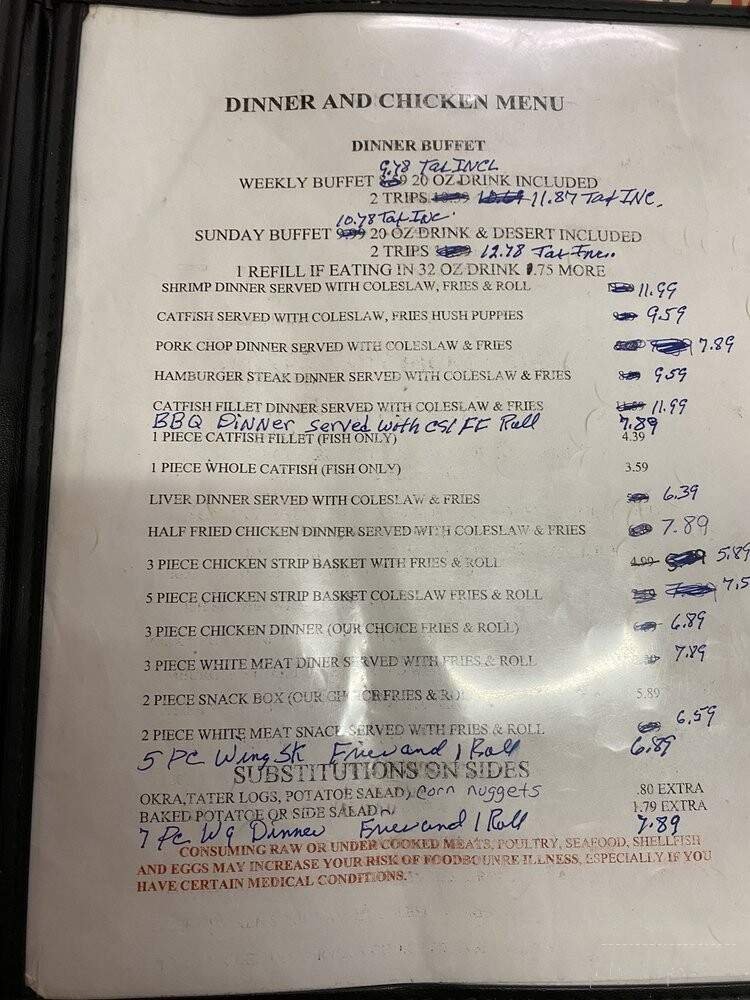 DINNER AND CHICKEN MENU
DINNER BUFFET
9.78 Tax INCL
WEEKLY BUFFET 8.59 20 OZ DRINK INCLUDED
2 TRIPS 11.87 Tax INC.
10.78 Tax Inc.
SUNDAY BUFFET 9.99 20 OZ DRINK & DESERT INCLUDED
2 TRIPS 12.78 Tax Inc..
1 REFILL IF EATING IN 32 OZ DRINK .75 MORE
SHRIMP DINNER SERVED WITH COLESLAW, FRIES & ROLL 11.99
CATFISH SERVED WITH COLESLAW, FRIES HUSH PUPPIES 9.59
PORK CHOP DINNER SERVED WITH COLESLAW & FRIES 7.89
HAMBURGER STEAK DINNER SERVED WITH COLESLAW & FRIES 9.59
CATFISH FILLET DINNER SERVED WITH COLESLAW & FRIES 11.99
BBQ Dinner served with CSl FF Roll 7.89
1 PIECE CATFISH FILLET (FISH ONLY) 4.39
1 PIECE WHOLE CATFISH (FISH ONLY) 3.59
LIVER DINNER SERVED WITH COLESLAW & FRIES 6.39
HALF FRIED CHICKEN DINNER SERVED WITH COLESLAW & FRIES 7.89
3 PIECE CHICKEN STRIP BASKET WITH FRIES & ROLL 4.99 5.89
5 PIECE CHICKEN STRIP BASKET COLESLAW FRIES & ROLL 7.5
3 PIECE CHICKEN DINNER (OUR CHOICE FRIES & ROLL) 6.89
3 PIECE WHITE MEAT DINER SERVED WITH FRIES & ROLL 7.89
2 PIECE SNACK BOX (OUR CHOICE FRIES & ROL 5.89
2 PIECE WHITE MEAT SNACK SERVED WITH FRIES & ROLL 6.59
5 PC Wing SK Fries and 1 Roll 6.89
SUBSTITUTIONS ON SIDES
OKRA, TATER LOGS, POTATOE SALAD, corn nuggets .80 EXTRA
BAKED POTATOE OR SIDE SALAD 1.79 EXTRA
7 Pc Wg Dinner Fries and 1 Roll 7.89
CONSUMING RAW OR UNDER COOKED MEATS, POULTRY, SEAFOOD, SHELLFISH
AND EGGS MAY INCREASE YOUR RISK OF FOODBOUNRE ILLNESS, ESPECIALLY IF YOU
HAVE CERTAIN MEDICAL CONDITIONS.